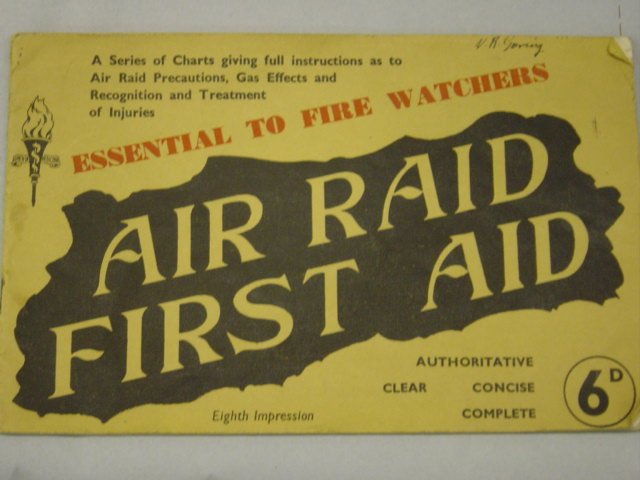 A Series of Charts giving full instructions as to
Air Raid Precautions, Gas Effects and
Recognition and Treatment
of Injuries
ESSENTIAL TO FIRE WATCHERS
AIR RAID
FIRST AID
AUTHORITATIVE
CLEAR CONCISE
COMPLETE
6D
Eighth Impression